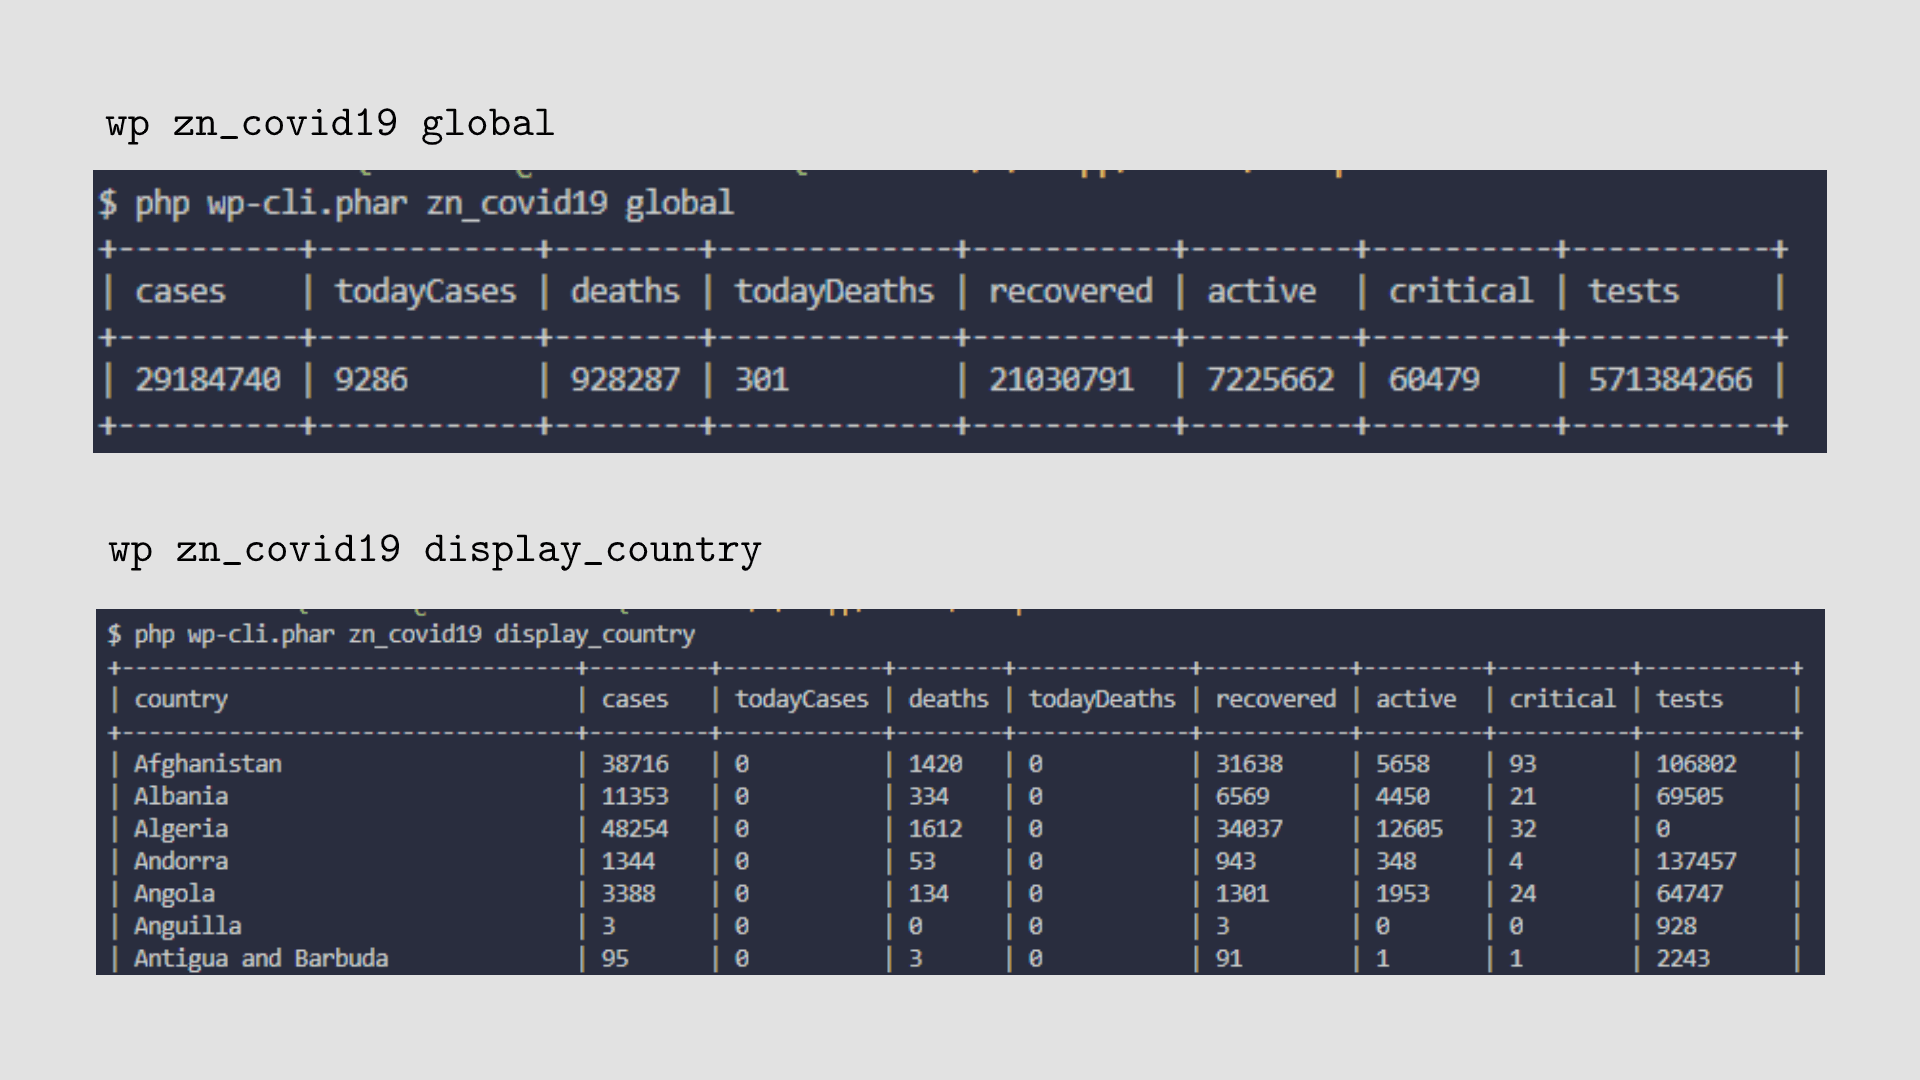 wp zn_covid19 global
$ php wp-cli.phar zn_covid19 global
+----------+------------+--------+-------------+-----------+---------+----------+-----------+
| cases    | todayCases | deaths | todayDeaths | recovered | active  | critical | tests     |
+----------+------------+--------+-------------+-----------+---------+----------+-----------+
| 29184740 | 9286       | 928287 | 301         | 21030791  | 7225662 | 60479    | 571384266 |
+----------+------------+--------+-------------+-----------+---------+----------+-----------+
wp zn_covid19 display_country
$ php wp-cli.phar zn_covid19 display_country
+----------------------------------+---------+------------+--------+-------------+-----------+---------+----------+-----------+
| country                          | cases   | todayCases | deaths | todayDeaths | recovered | active  | critical | tests     |
+----------------------------------+---------+------------+--------+-------------+-----------+---------+----------+-----------+
| Afghanistan                      | 38716   | 0          | 1420   | 0           | 31638     | 5658    | 93       | 106802    |
| Albania                          | 11353   | 0          | 334    | 0           | 6569      | 4450    | 21       | 69505     |
| Algeria                          | 48254   | 0          | 1612   | 0           | 34037     | 12605   | 32       | 0         |
| Andorra                          | 1344    | 0          | 53     | 0           | 943       | 348     | 4        | 137457    |
| Angola                           | 3388    | 0          | 134    | 0           | 1301      | 1953    | 24       | 64747     |
| Anguilla                         | 3       | 0          | 0      | 0           | 3         | 0       | 0        | 928       |
| Antigua and Barbuda              | 95      | 0          | 3      | 0           | 91        | 1       | 1        | 2243      |